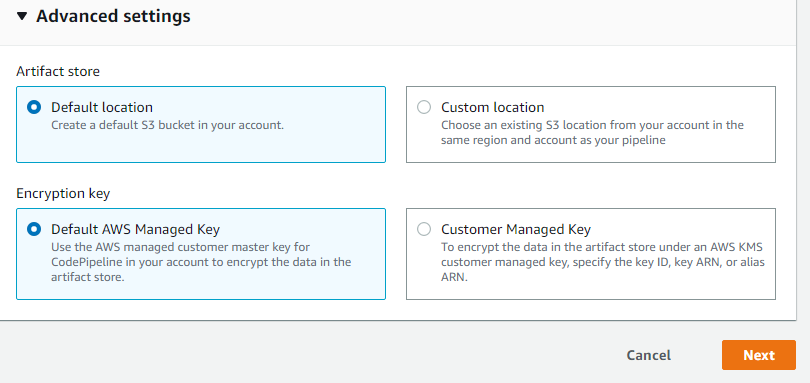 Advanced settings
Artifact store
Default location
Create a default S3 bucket in your account.
Custom location
Choose an existing S3 location from your account in the
same region and account as your pipeline
Encryption key
Default AWS Managed Key
Use the AWS managed customer master key for
CodePipeline in your account to encrypt the data in the
artifact store.
Customer Managed Key
To encrypt the data in the artifact store under an AWS KMS
customer managed key, specify the key ID, key ARN, or alias
ARN.
Cancel
Next